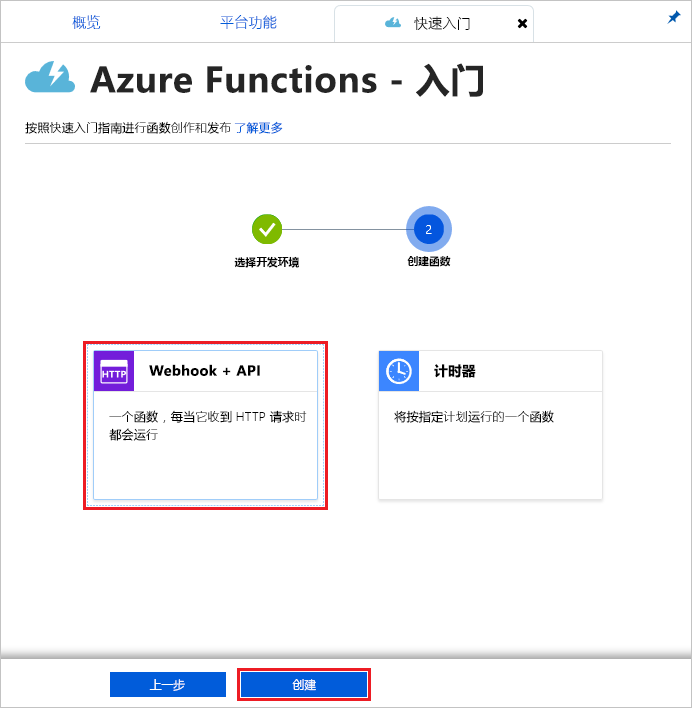 概览
平台功能
快速入门
Azure Functions - 入门
按照快速入门指南进行函数创作和发布 了解更多
2
选择开发环境
创建函数
HTTP
Webhook + API
一个函数，每当它收到 HTTP 请求时
都会运行
计时器
将按指定计划运行的一个函数
上一步
创建